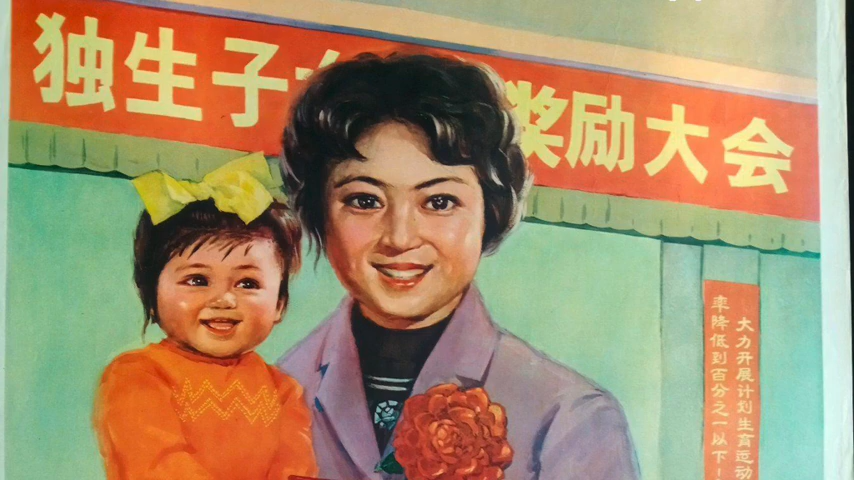 独生子 奖励大会
大力开展计划生育运动
率降低到百分之一以下!